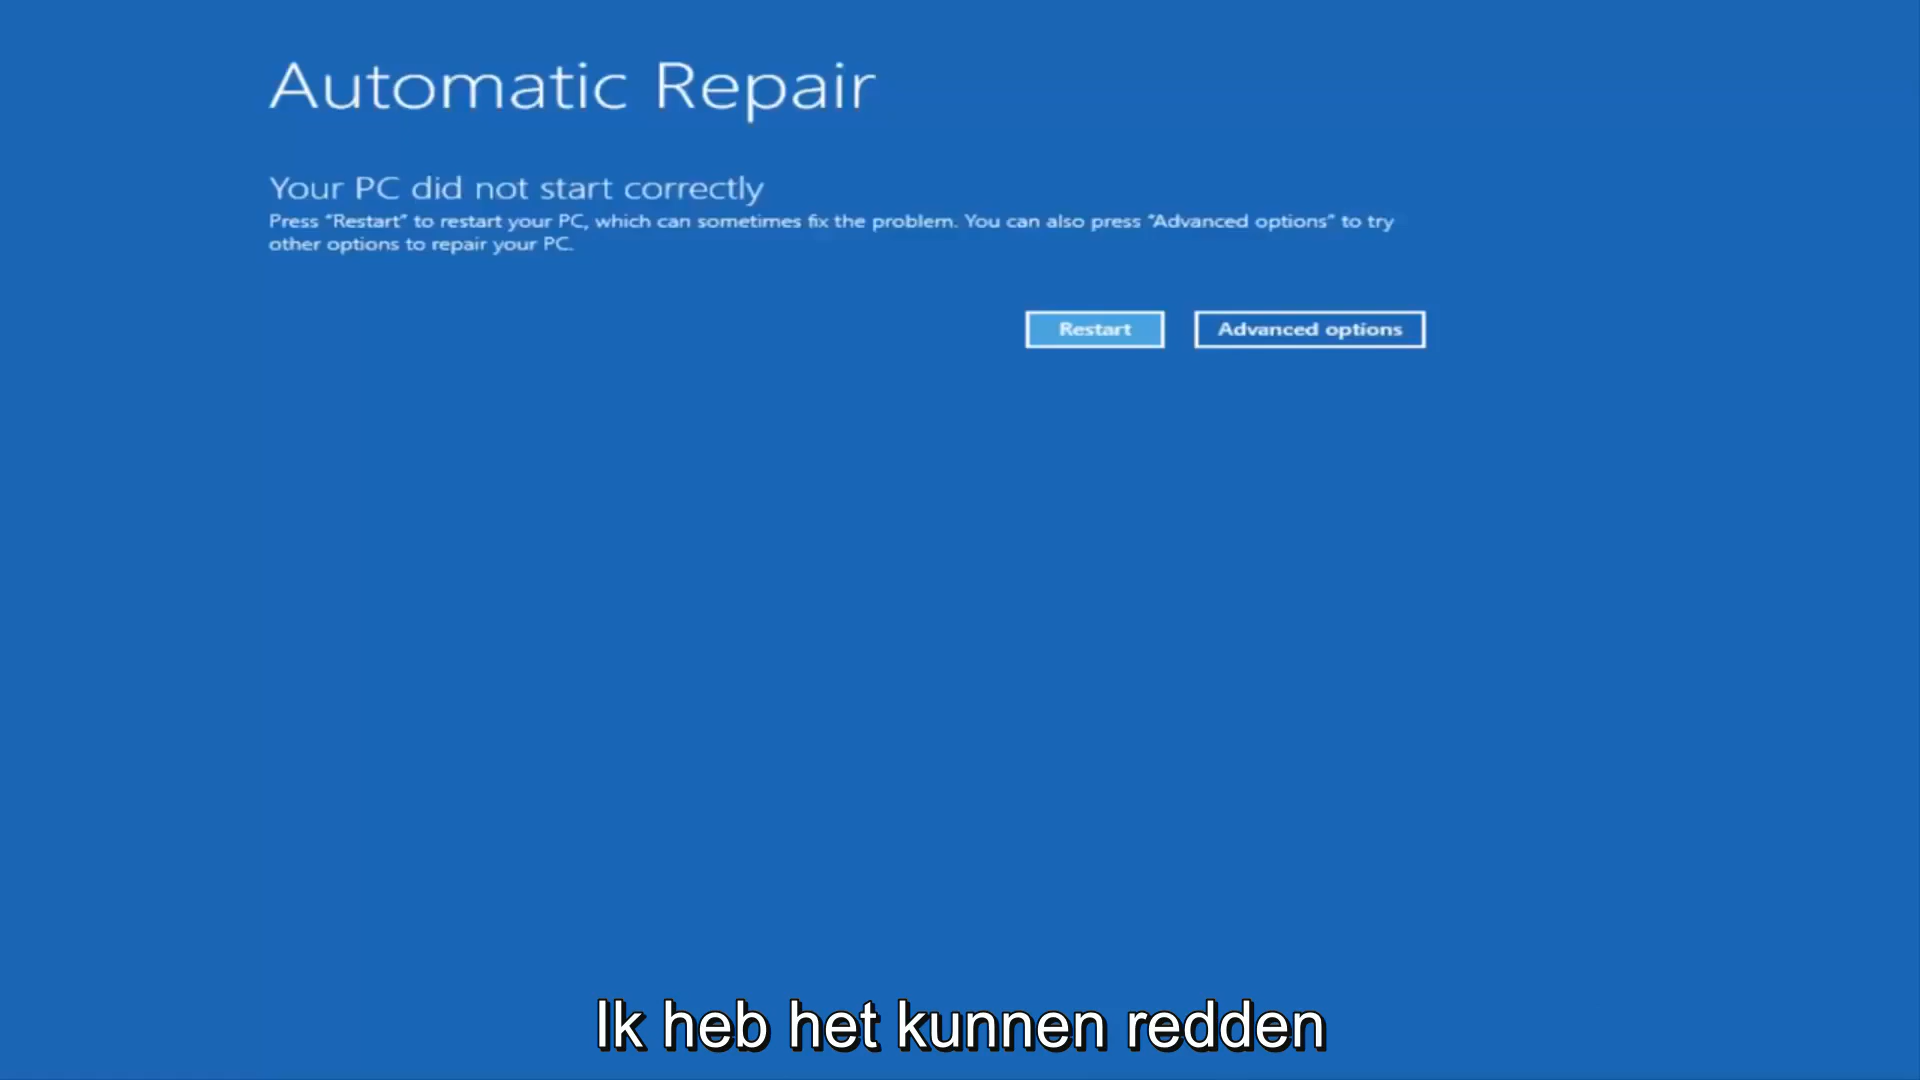 Automatic Repair
Your PC did not start correctly
Press “Restart” to restart your PC, which can sometimes fix the problem. You can also press “Advanced options” to try
other options to repair your PC.
Restart
Advanced options
Ik heb het kunnen redden